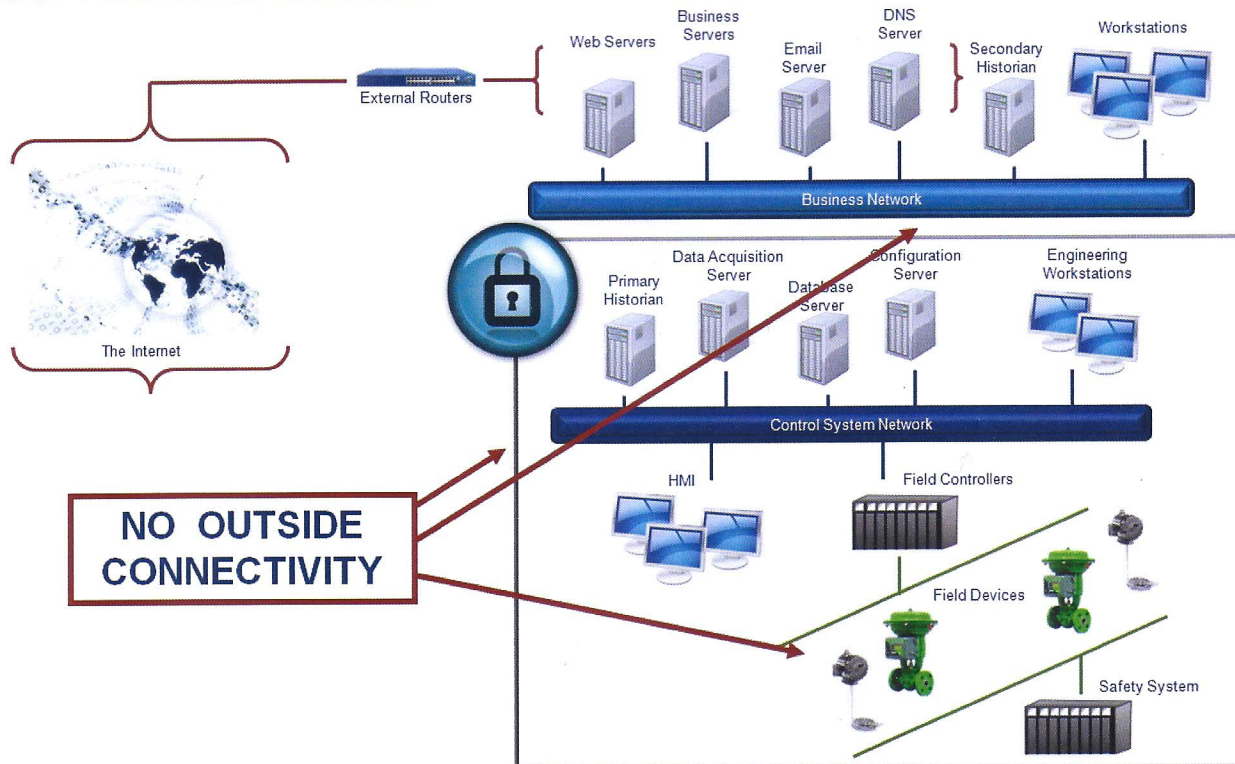 Web Servers
Business
Servers
Email
Server
DNS
Server
Secondary
Historian
Workstations
External Routers
Business Network
The Internet
Primary
Historian
Data Acquisition
Server
Database
Server
Configuration
Server
Engineering
Workstations
Control System Network
NO OUTSIDE
CONNECTIVITY
HMI
Field Controllers
Field Devices
Safety System